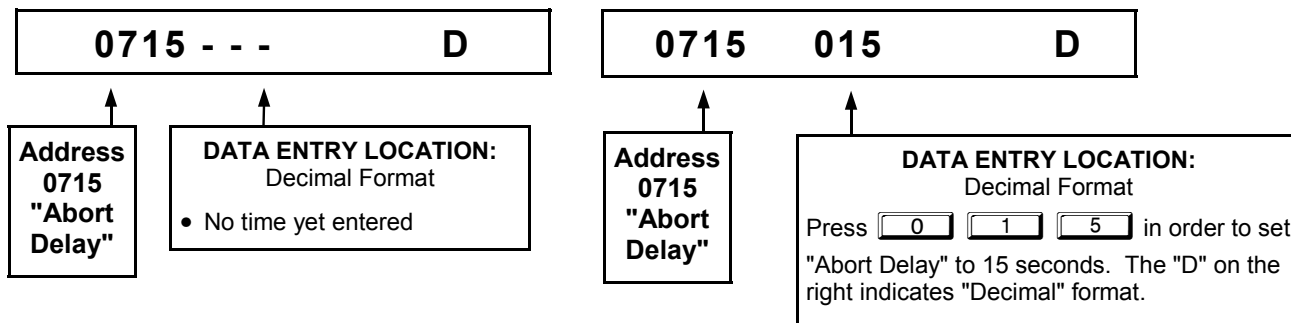 0715 - - - D
Address
0715
"Abort
Delay"
DATA ENTRY LOCATION:
Decimal Format
• No time yet entered
0715 015 D
Address
0715
"Abort
Delay"
DATA ENTRY LOCATION:
Decimal Format
Press 0 1 5 in order to set
"Abort Delay" to 15 seconds. The "D" on the
right indicates "Decimal" format.